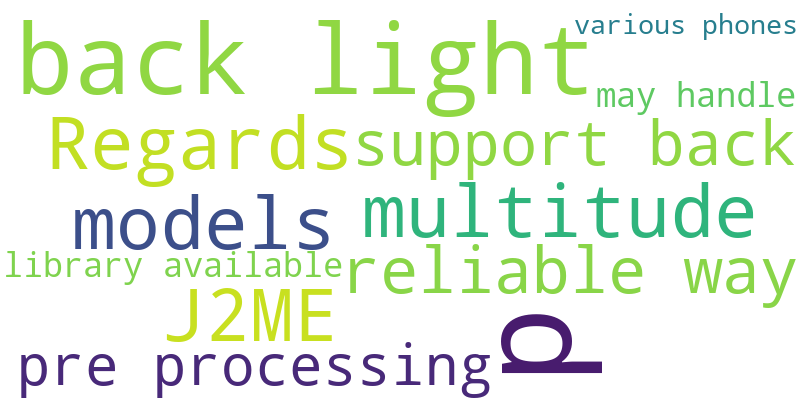 various phones
back light
may handle
Regards
support back
models
multitude
library available
reliable way
J2ME
p
pre processing